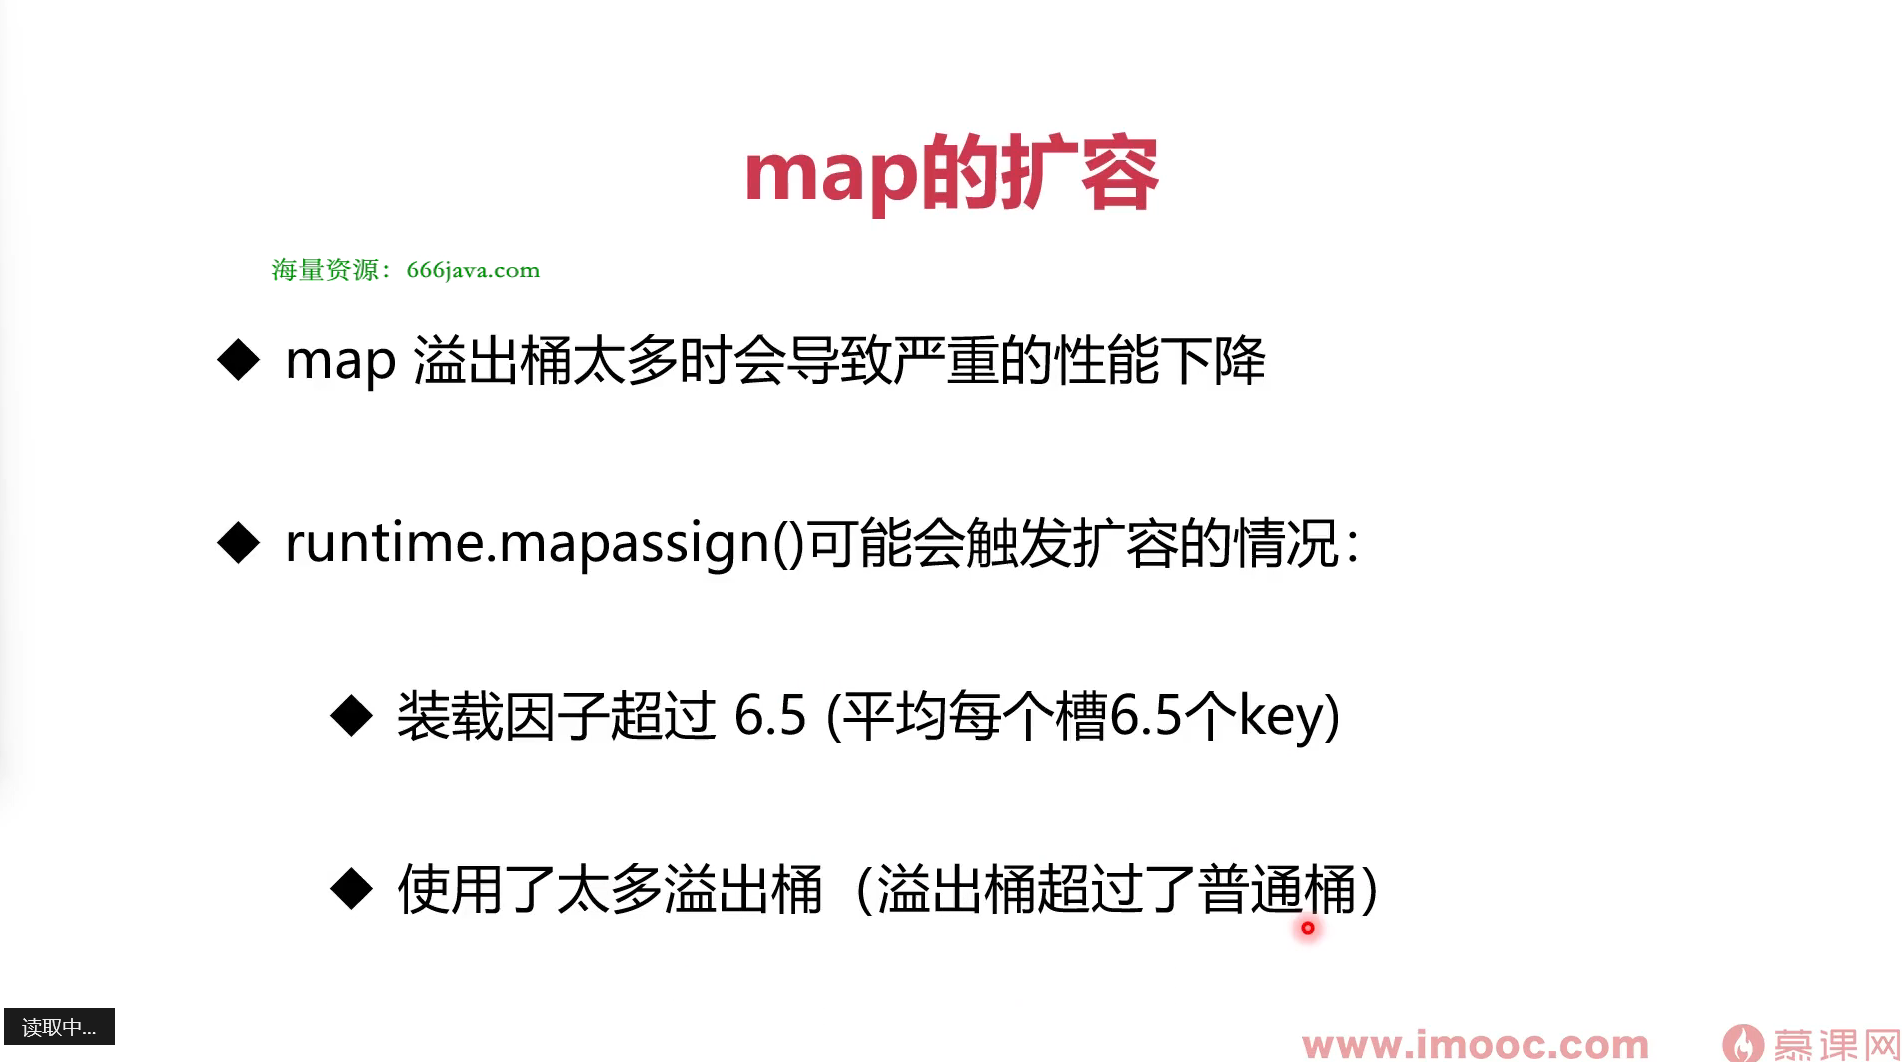 map的扩容
海量资源：666java.com
◆ map 溢出桶太多时会导致严重的性能下降
◆ runtime.mapassign()可能会触发扩容的情况：
◆ 装载因子超过 6.5 (平均每个槽6.5个key)
◆ 使用了太多溢出桶（溢出桶超过了普通桶）
读取中...
www.imooc.com 慕课网